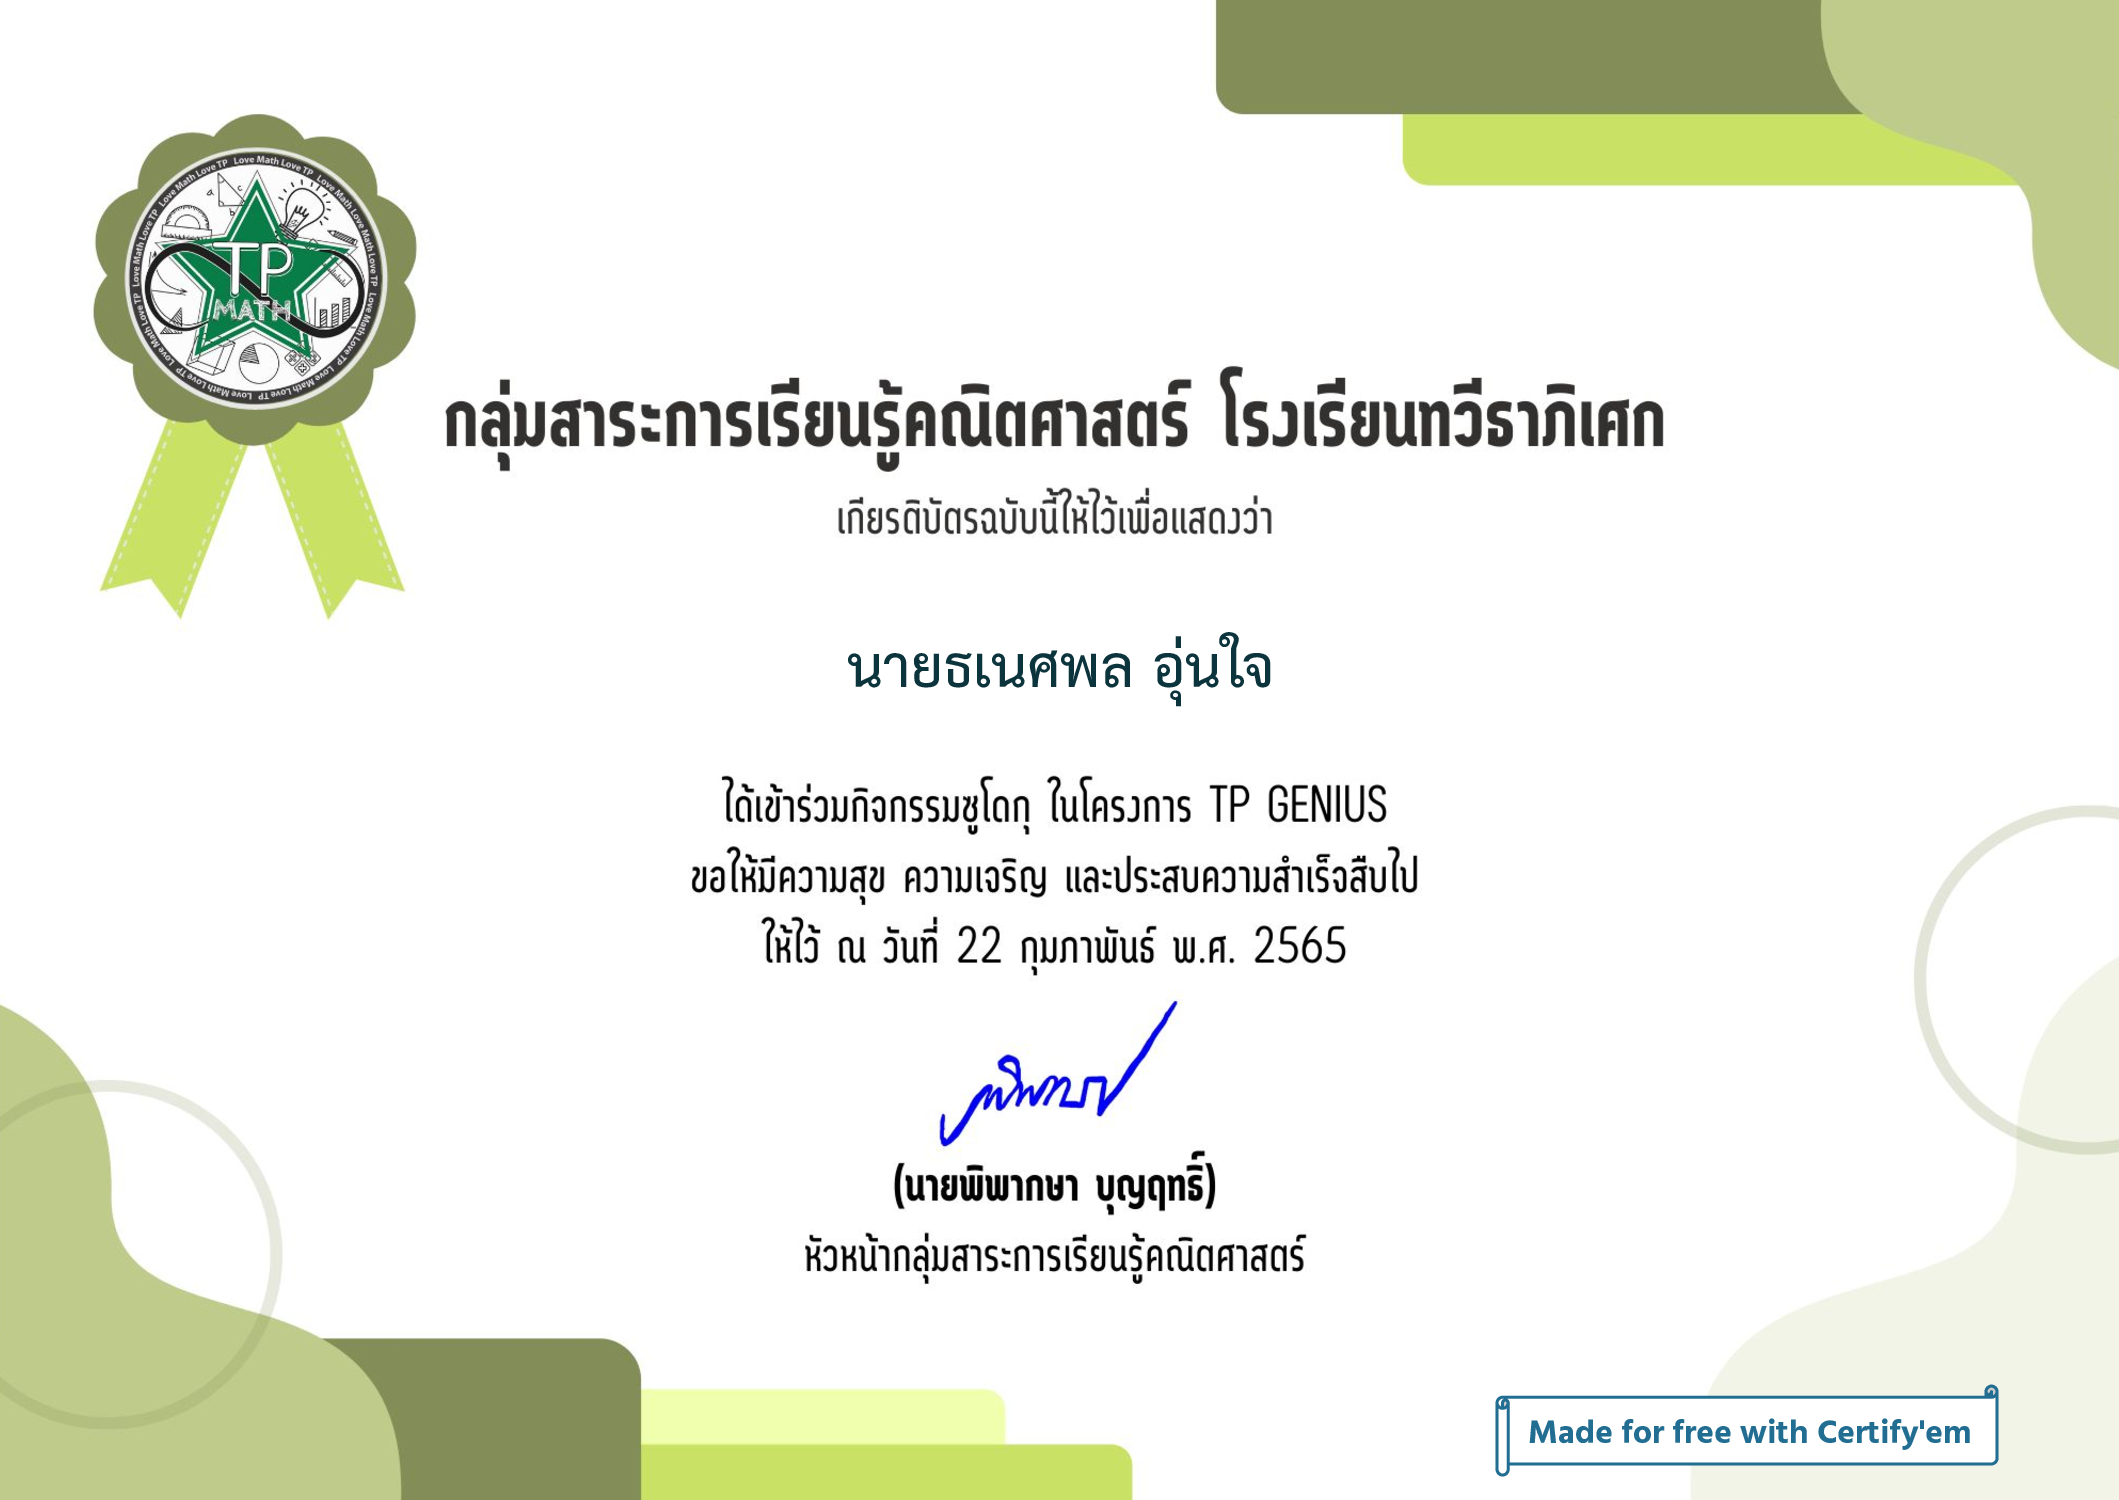 TP
MATH
Love Math Love TP Love Math Love TP Love Math Love TP Love Math Love TP Love Math Love TP Love Math Love TP Love Math Love TP
กลุ่มสาระการเรียนรู้คณิตศาสตร์ โรงเรียนทวีธาภิเศก
เกียรติบัตรฉบับนี้ให้ไว้เพื่อแสดงว่า
นายธเนศพล อุ่นใจ
ได้เข้าร่วมกิจกรรมซูโดกุ ในโครงการ TP GENIUS
ขอให้มีความสุข ความเจริญ และประสบความสำเร็จสืบไป
ให้ไว้ ณ วันที่ 22 กุมภาพันธ์ พ.ศ. 2565
(นายพิพากษา บุญฤทธิ์)
หัวหน้ากลุ่มสาระการเรียนรู้คณิตศาสตร์
Made for free with Certify'em